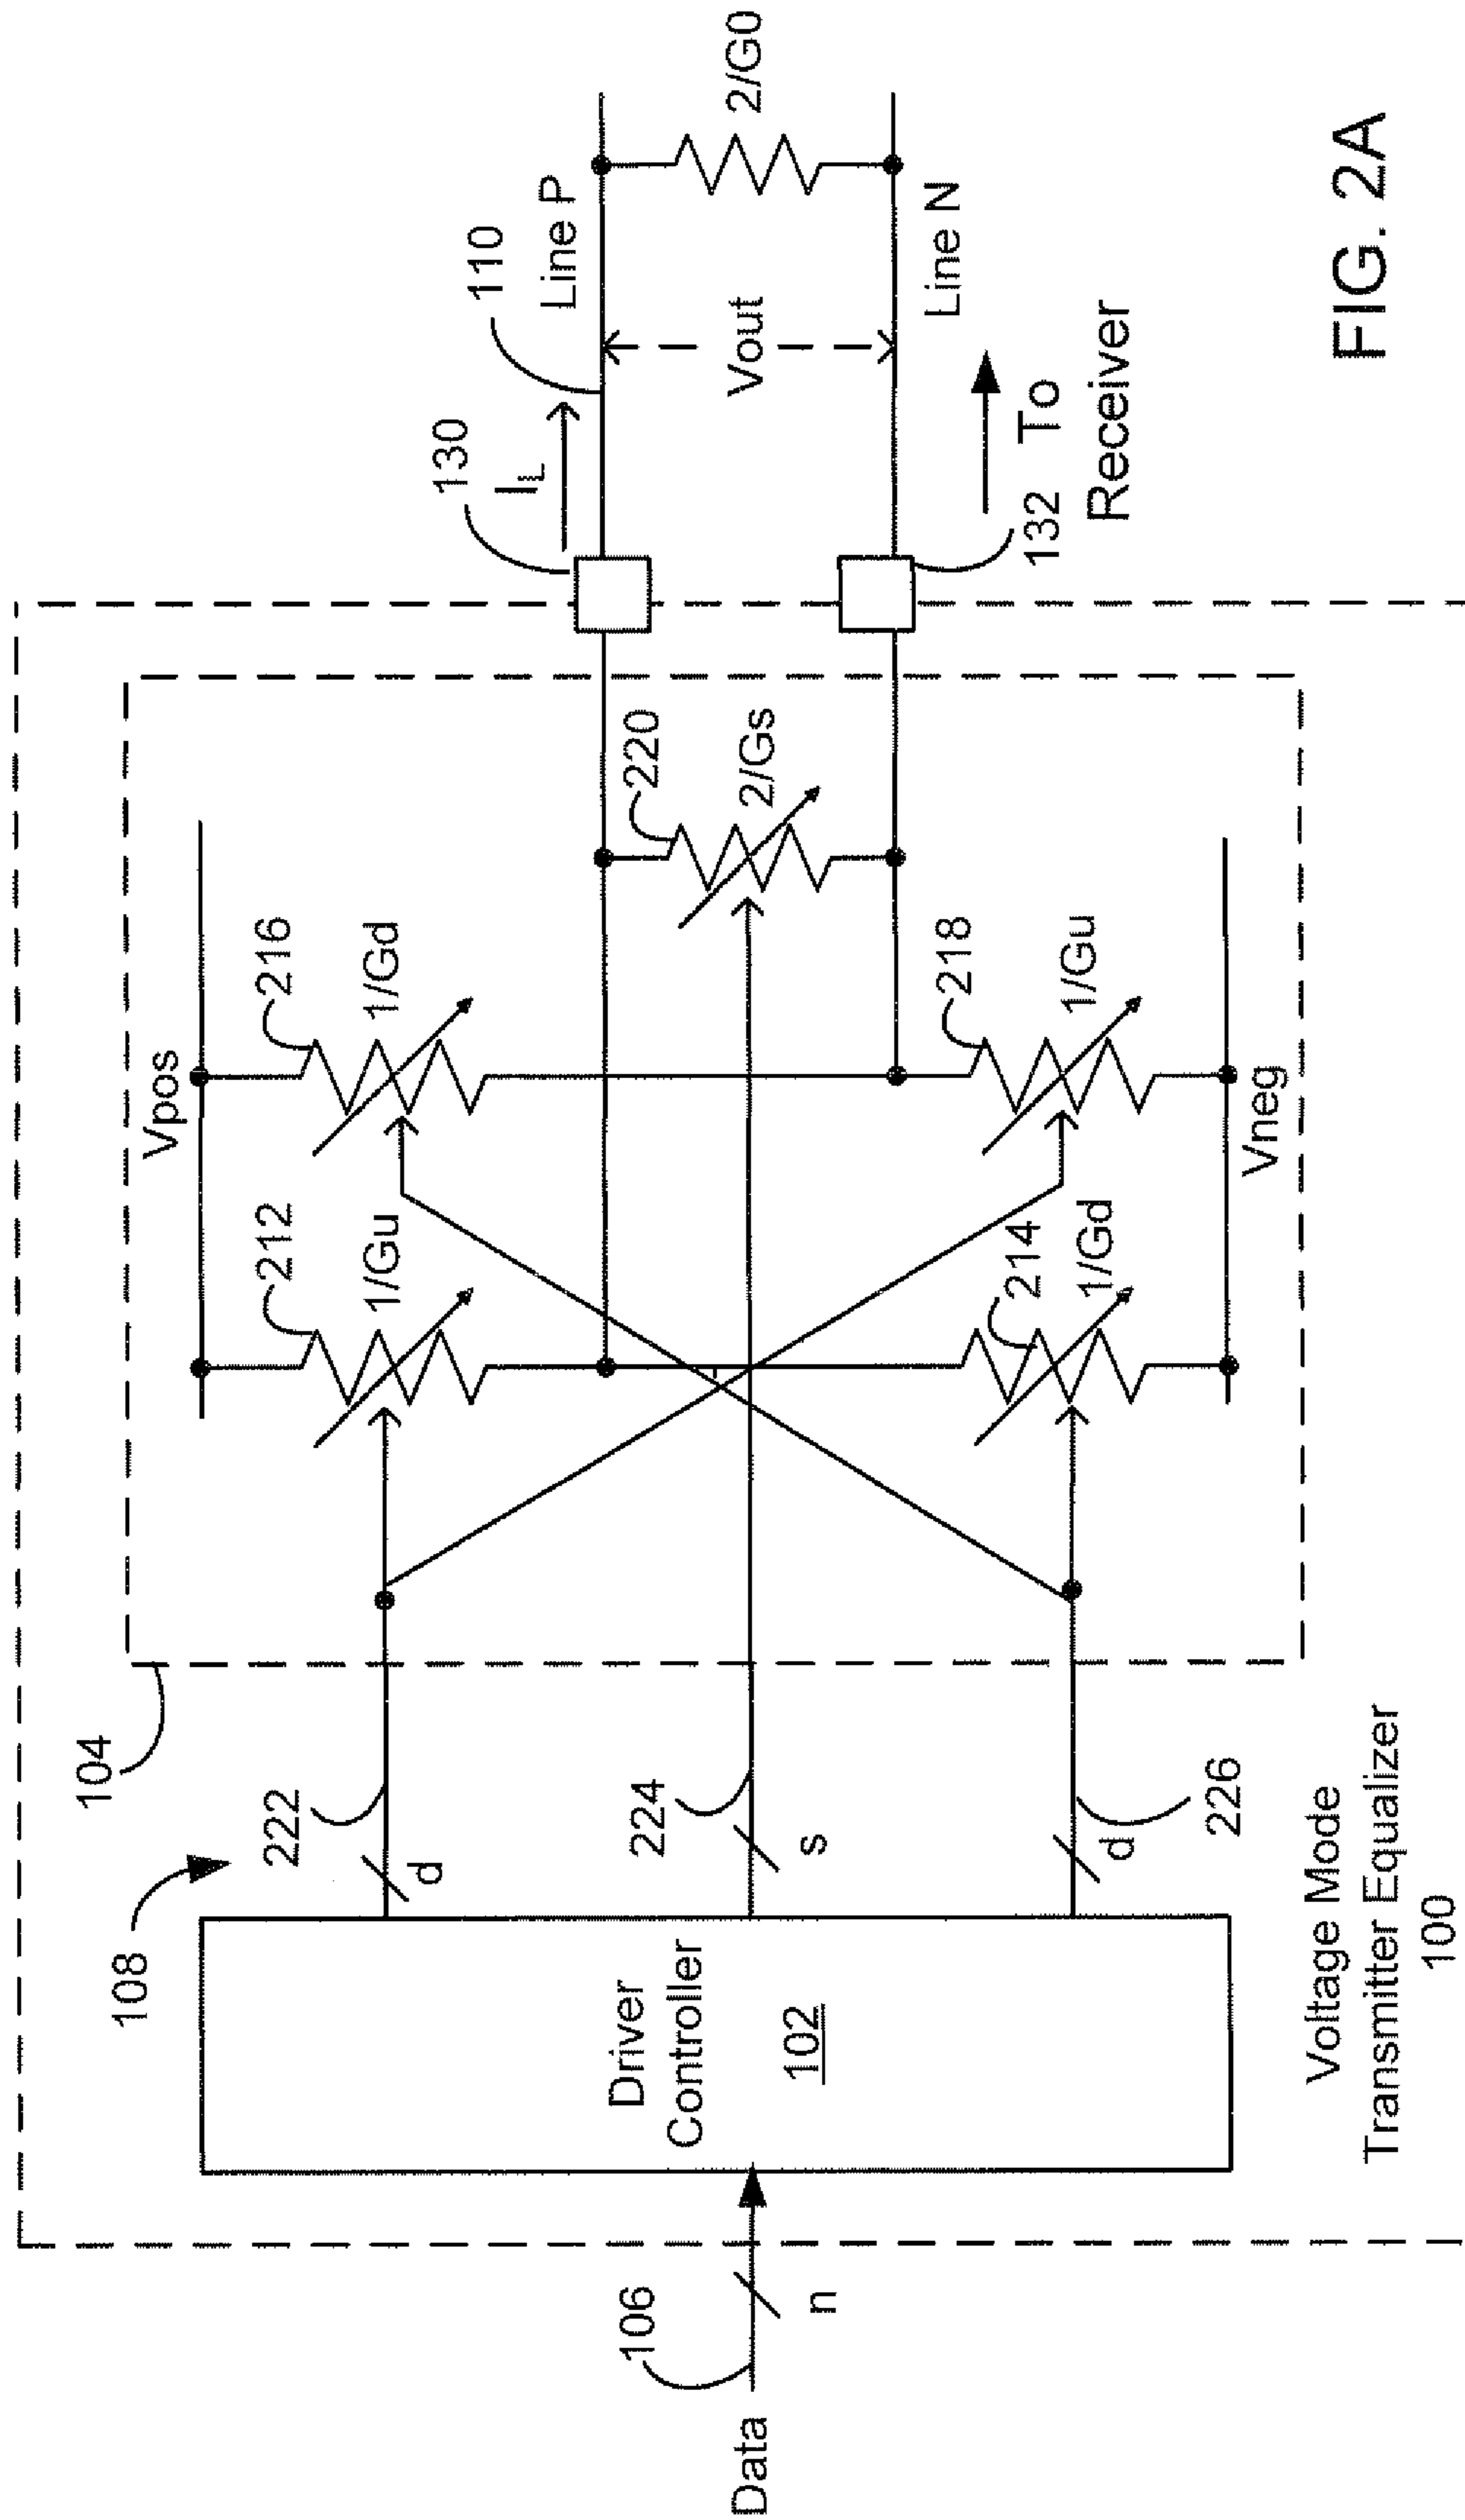 104
108
222
d
224
s
226
d
Driver
Controller
102
106
n
Data
Voltage Mode
Transmitter Equalizer
100
Vpos
212
1/Gu
216
1/Gd
214
1/Gd
218
1/Gu
Vneg
220
2/Gs
130
IL
110
Line P
Vout
2/G0
Line N
132 To
Receiver
FIG. 2A